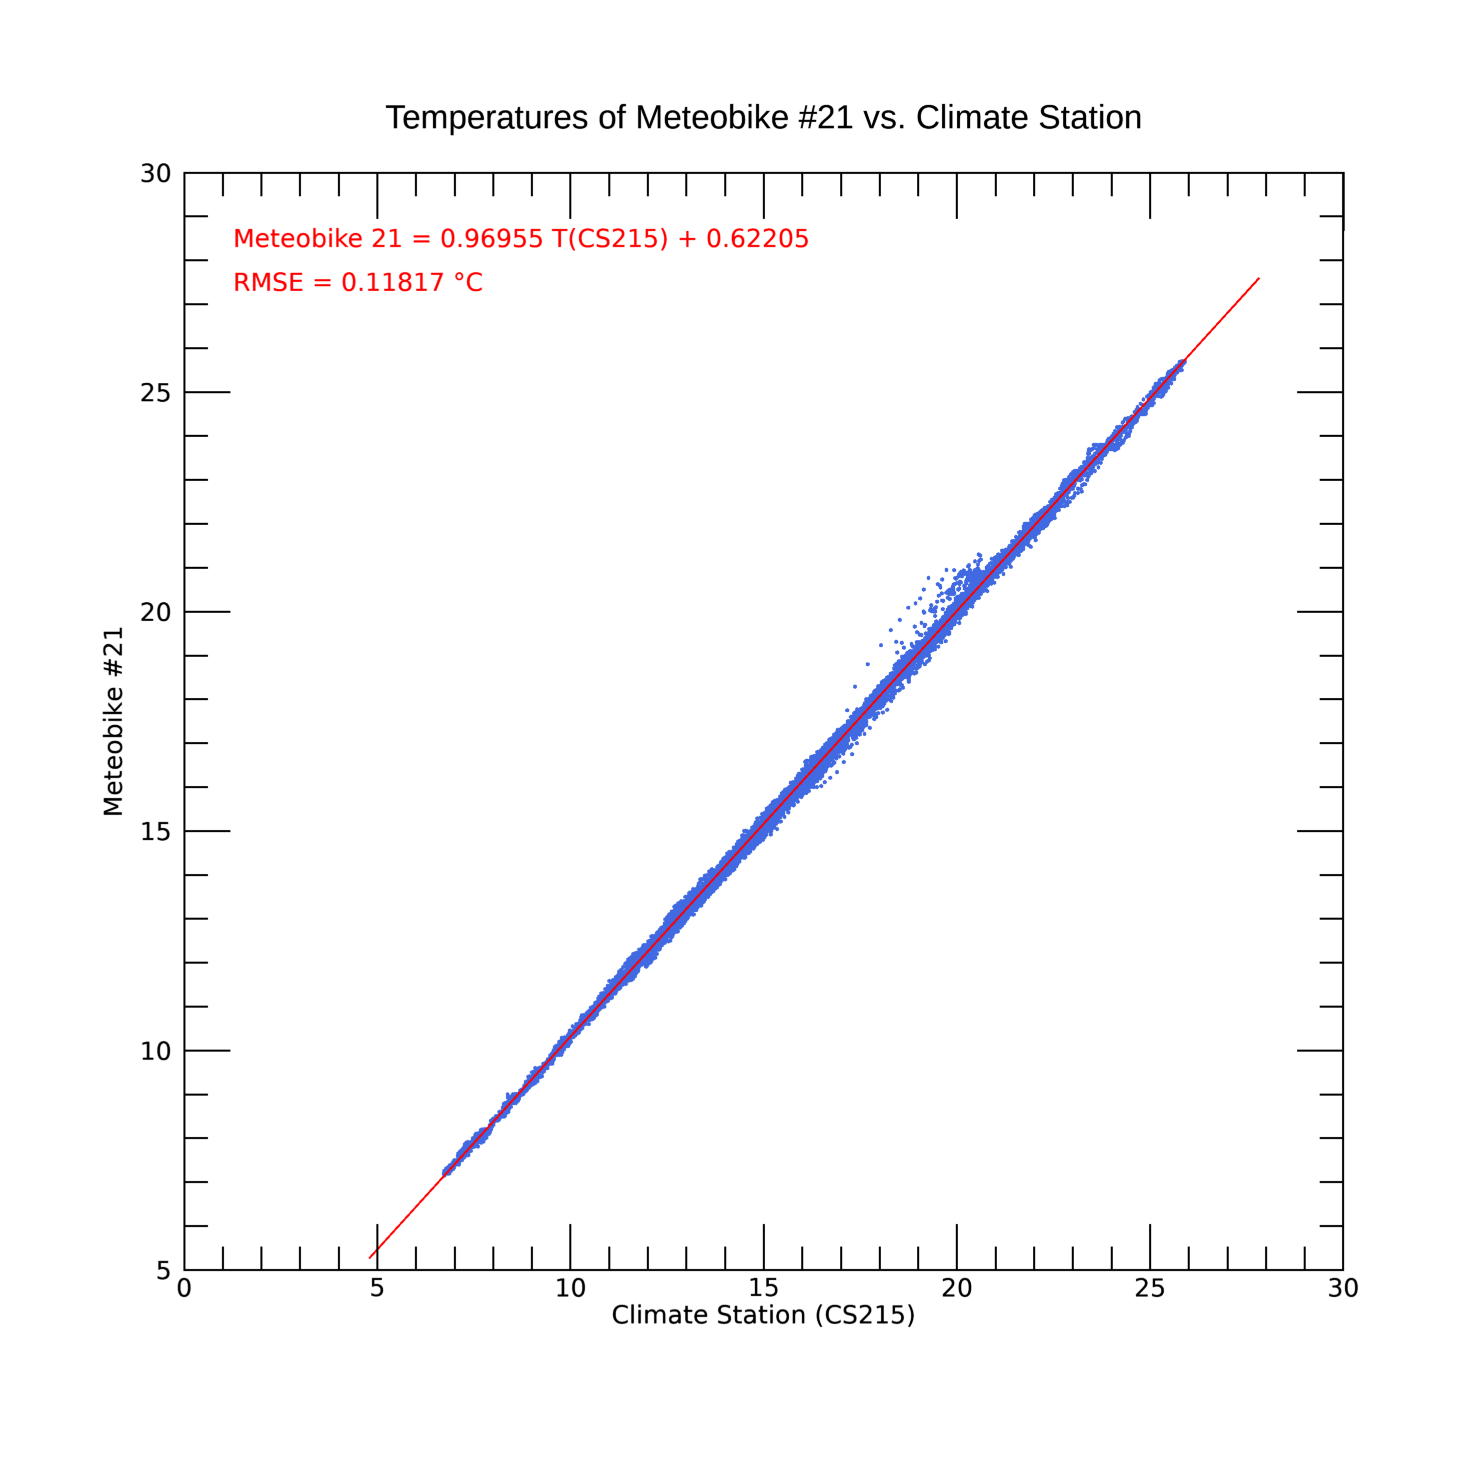 Temperatures of Meteobike #21 vs. Climate Station
30
Meteobike 21 = 0.96955 T(CS215) + 0.62205
RMSE = 0.11817 °C
25
20
Meteobike #21
15
10
5
0 5 10 15 20 25 30
Climate Station (CS215)